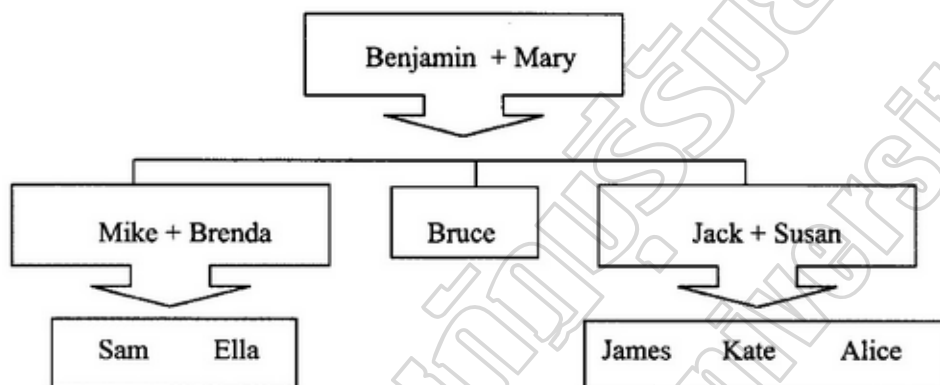 Benjamin + Mary
Mike + Brenda Bruce Jack + Susan
Sam Ella James Kate Alice